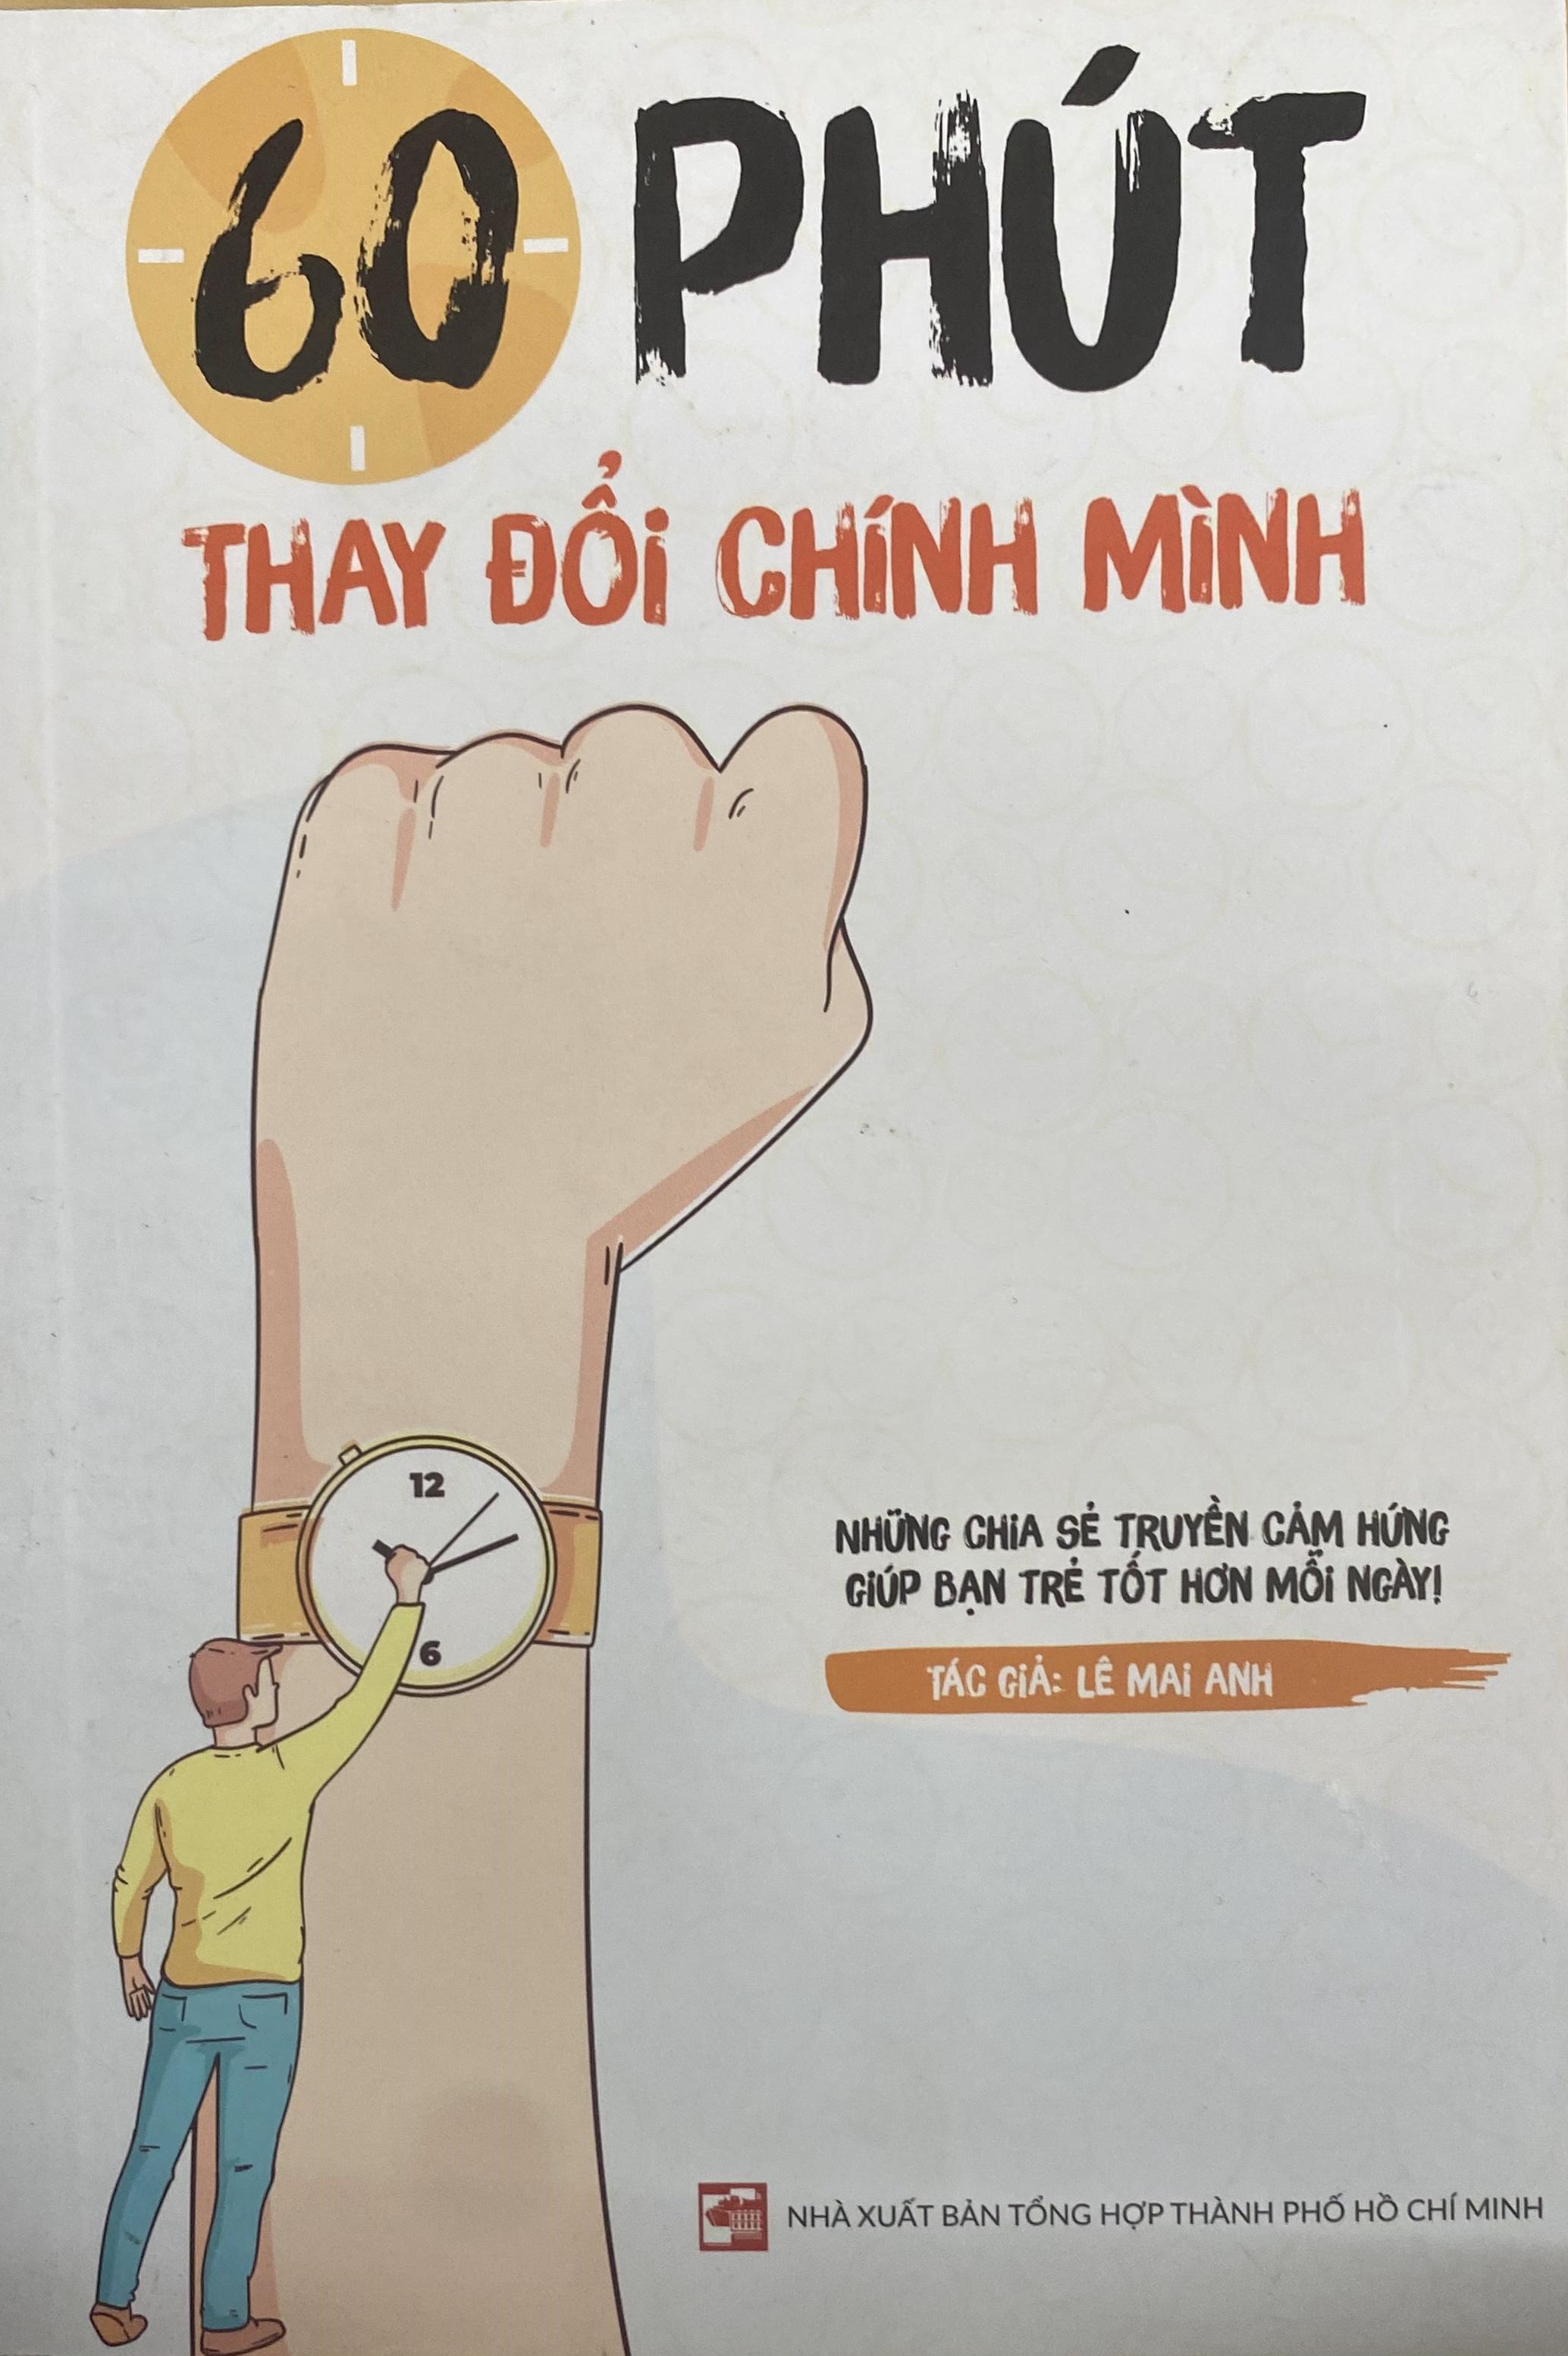 60 PHÚT
THAY ĐỔi CHÍNH MÌNH
12
6
NHỮNG CHiA SẺ TRUYỀN CẢM HỨNG
GiÚP BẠN TRẺ TỐT HƠN MỖi NGÀY!
TÁC GiẢ: LÊ MAi ANH
NHÀ XUẤT BẢN TỔNG HỢP THÀNH PHỐ HỒ CHÍ MINH